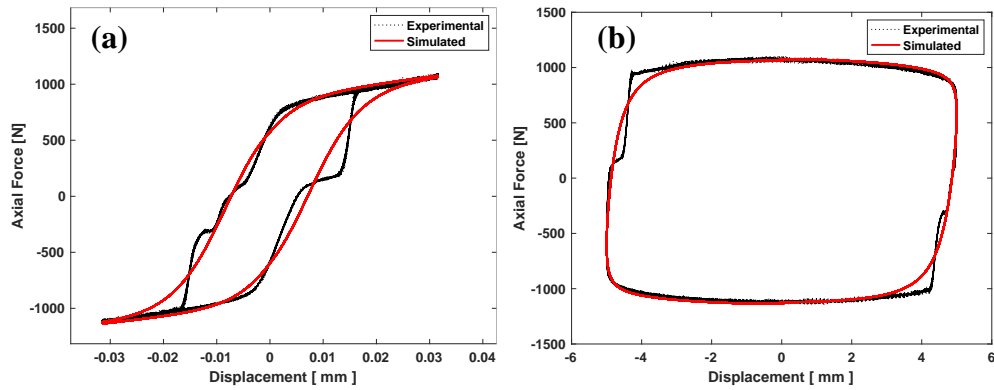 (a)
Experimental
Simulated
1500
1000
500
0
-500
-1000
Axial Force [N]
-0.03 -0.02 -0.01 0 0.01 0.02 0.03 0.04
Displacement [ mm ]
(b)
Experimental
Simulated
1500
1000
500
0
-500
-1000
-1500
Axial Force [N]
-6 -4 -2 0 2 4 6
Displacement [ mm ]